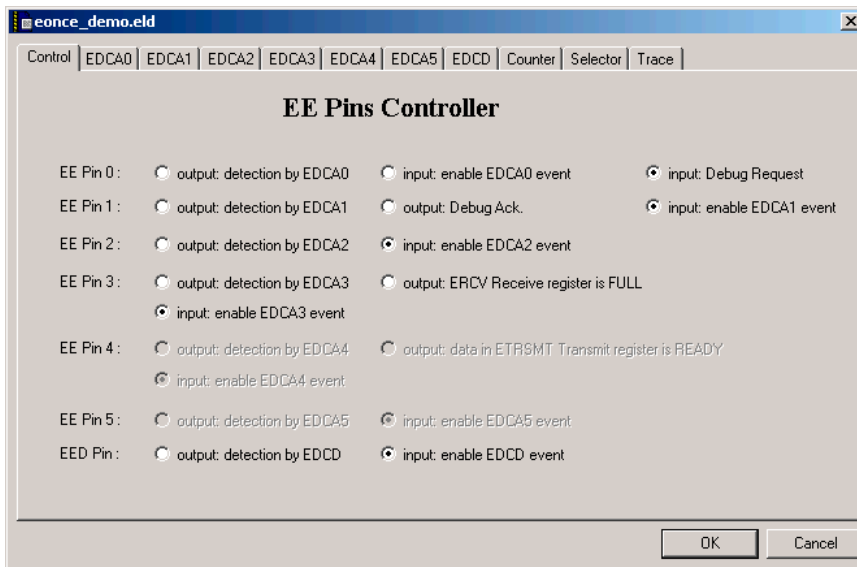 eonce_demo.eld
Control EDCA0 EDCA1 EDCA2 EDCA3 EDCA4 EDCA5 EDCD Counter Selector Trace
EE Pins Controller
EE Pin 0 : output: detection by EDCA0 input: enable EDCA0 event input: Debug Request
EE Pin 1 : output: detection by EDCA1 output: Debug Ack. input: enable EDCA1 event
EE Pin 2 : output: detection by EDCA2 input: enable EDCA2 event
EE Pin 3 : output: detection by EDCA3 output: ERCV Receive register is FULL
input: enable EDCA3 event
EE Pin 4 : output: detection by EDCA4 output: data in ETRSMT Transmit register is READY
input: enable EDCA4 event
EE Pin 5 : output: detection by EDCA5 input: enable EDCA5 event
EED Pin : output: detection by EDCD input: enable EDCD event
OK Cancel